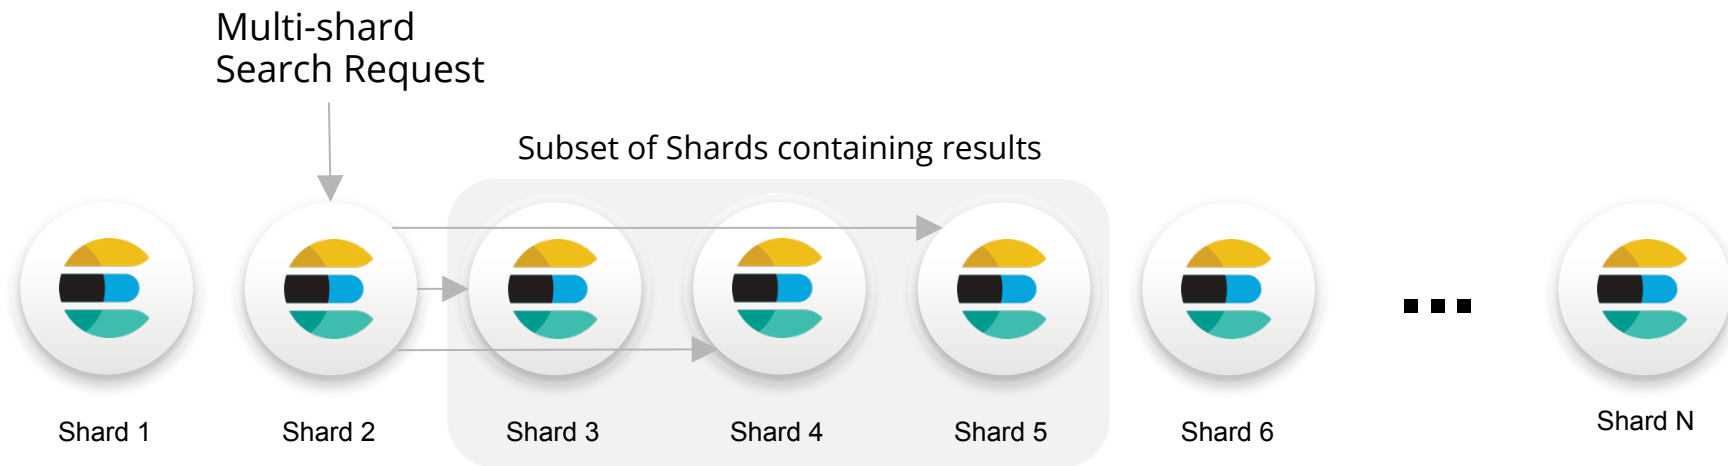 Multi-shard
Search Request
Subset of Shards containing results
Shard 1
Shard 2
Shard 3
Shard 4
Shard 5
Shard 6
...
Shard N